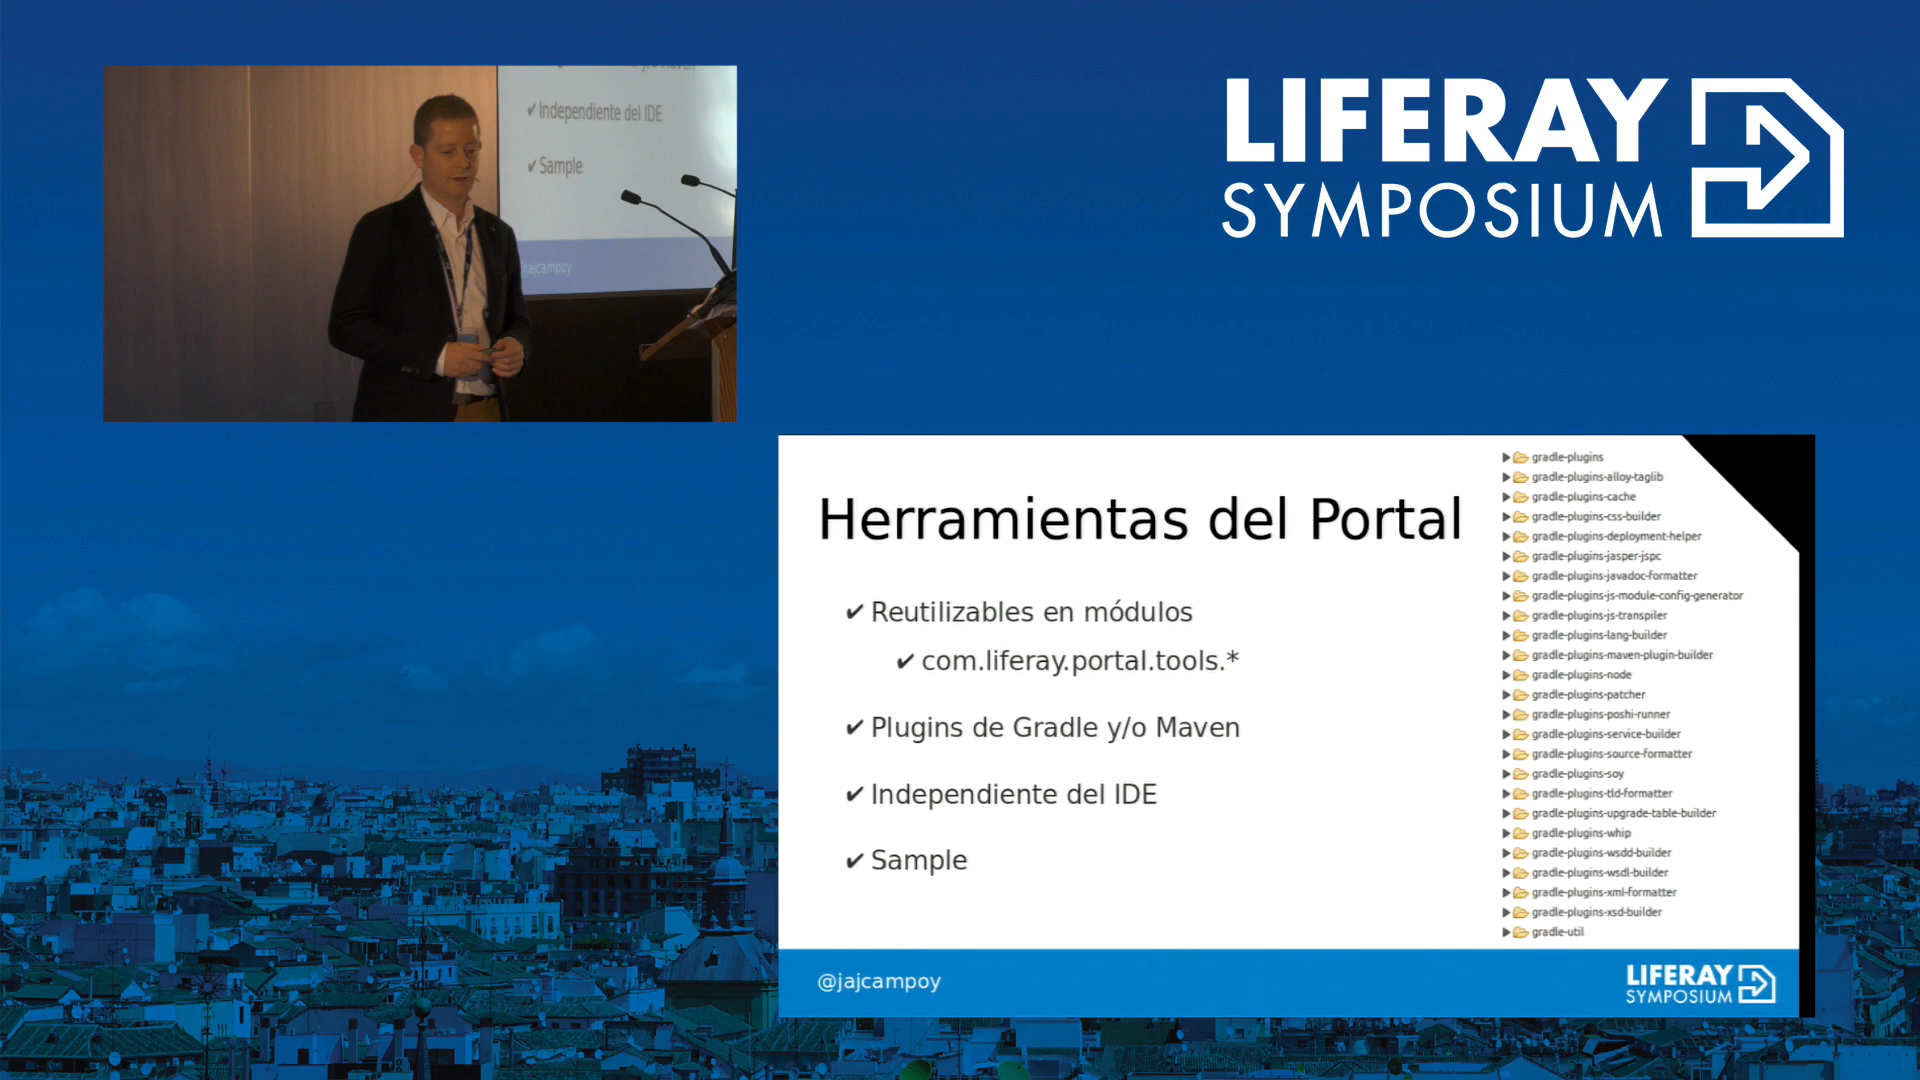 Independiente del IDE
Sample
jajcampoy
LIFERAY
SYMPOSIUM
Herramientas del Portal
✔ Reutilizables en módulos
✔ com.liferay.portal.tools.*
✔ Plugins de Gradle y/o Maven
✔ Independiente del IDE
✔ Sample
gradle-plugins
gradle-plugins-alloy-taglib
gradle-plugins-cache
gradle-plugins-css-builder
gradle-plugins-deployment-helper
gradle-plugins-jasper-jspc
gradle-plugins-javadoc-formatter
gradle-plugins-js-module-config-generator
gradle-plugins-js-transpiler
gradle-plugins-lang-builder
gradle-plugins-maven-plugin-builder
gradle-plugins-node
gradle-plugins-patcher
gradle-plugins-poshi-runner
gradle-plugins-service-builder
gradle-plugins-source-formatter
gradle-plugins-soy
gradle-plugins-tld-formatter
gradle-plugins-upgrade-table-builder
gradle-plugins-whip
gradle-plugins-wsdd-builder
gradle-plugins-wsdl-builder
gradle-plugins-xml-formatter
gradle-plugins-xsd-builder
gradle-util
@jajcampoy
LIFERAY
SYMPOSIUM